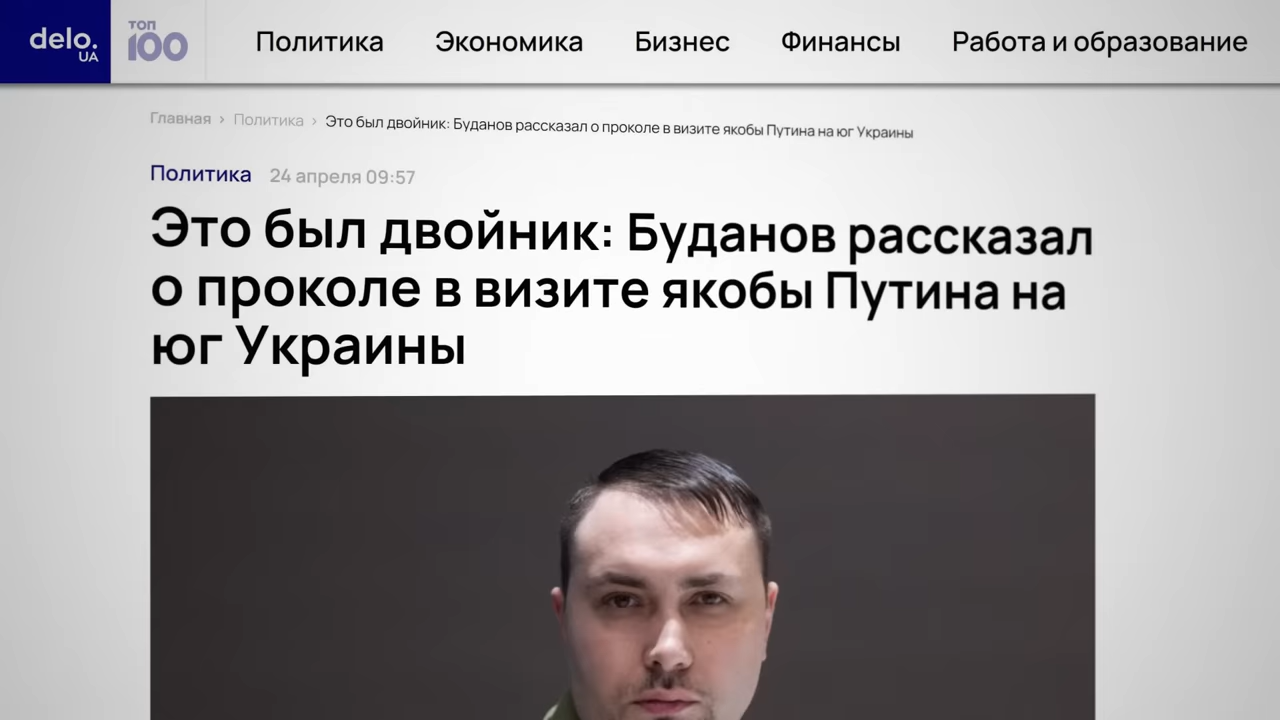 delo.
UA
ТОП
100
Политика Экономика Бизнес Финансы Работа и образование
Главная › Политика › Это был двойник: Буданов рассказал о проколе в визите якобы Путина на юг Украины
Политика 24 апреля 09:57
Это был двойник: Буданов рассказал
о проколе в визите якобы Путина на
юг Украины